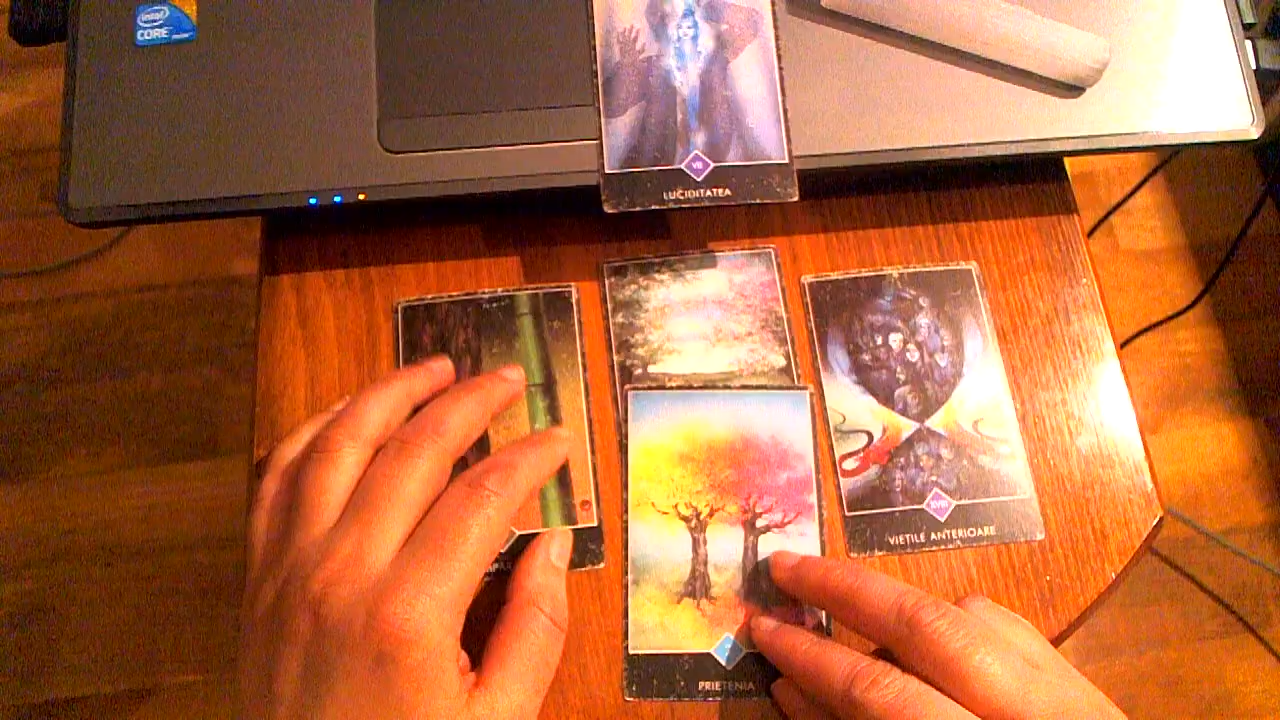 intel
CORE
VII
LUCIDITATEA
XVIII
VIEȚILE ANTERIOARE
PRIETENIA